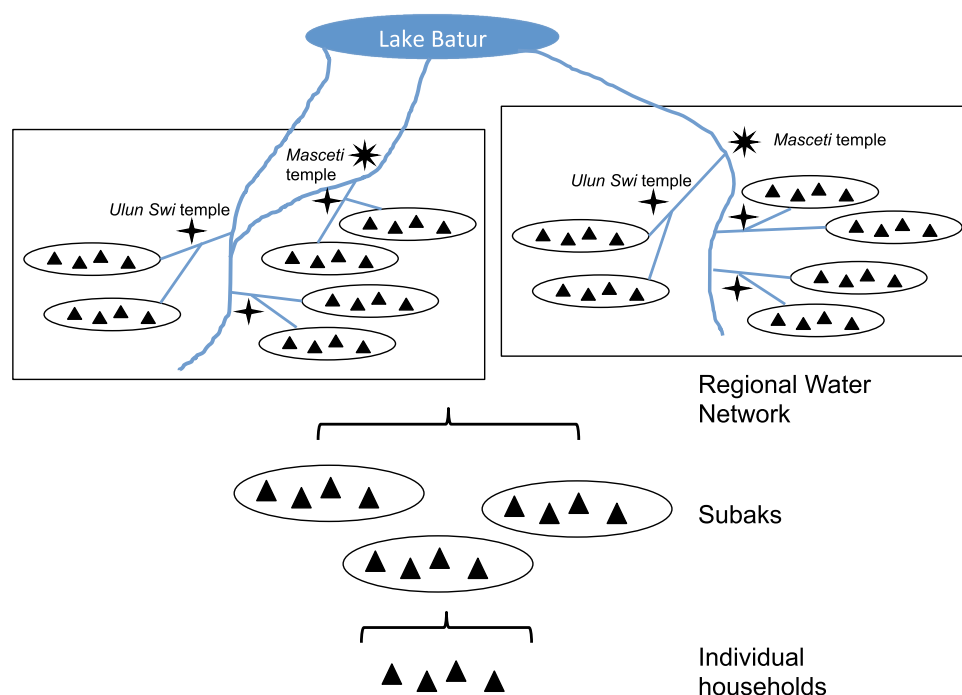 Lake Batur
Masceti
temple
Ulun Swi temple
Masceti temple
Ulun Swi temple
Regional Water
Network
Subaks
Individual
households